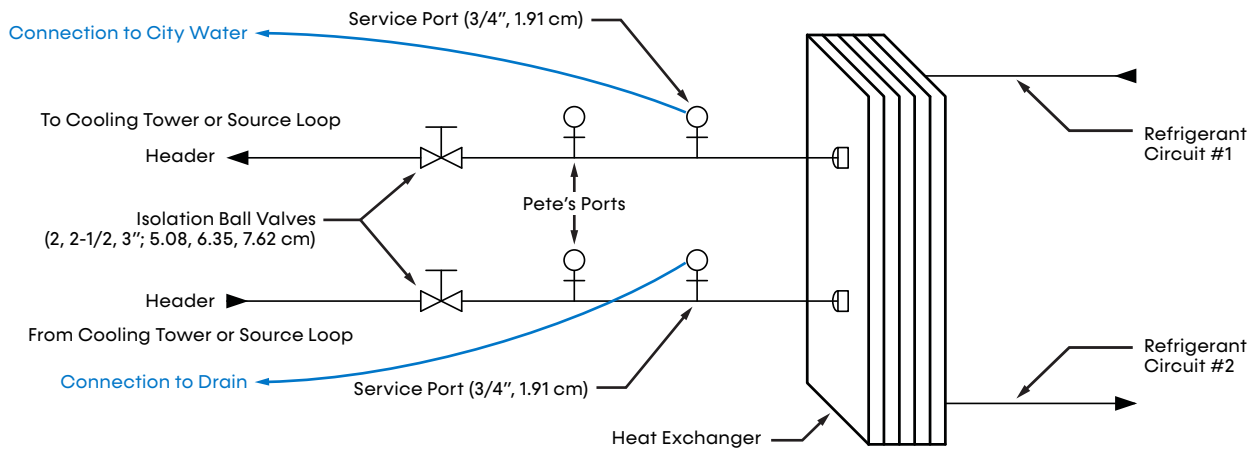 Service Port (3/4”, 1.91 cm)
Connection to City Water
To Cooling Tower or Source Loop
Header
Refrigerant
Circuit #1
Pete’s Ports
Isolation Ball Valves
(2, 2-1/2, 3”; 5.08, 6.35, 7.62 cm)
Header
From Cooling Tower or Source Loop
Refrigerant
Circuit #2
Connection to Drain
Service Port (3/4”, 1.91 cm)
Heat Exchanger